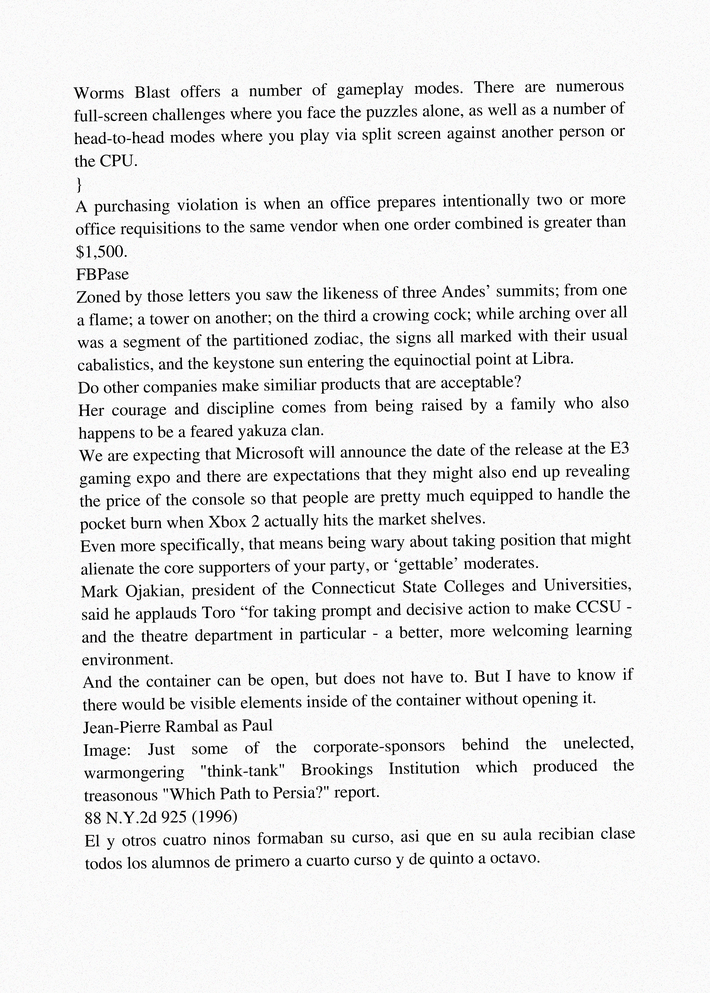 Worms Blast offers a number of gameplay modes. There are numerous
full-screen challenges where you face the puzzles alone, as well as a number of
head-to-head modes where you play via split screen against another person or
the CPU.
}
A purchasing violation is when an office prepares intentionally two or more
office requisitions to the same vendor when one order combined is greater than
$1,500.
FBPase
Zoned by those letters you saw the likeness of three Andes’ summits; from one
a flame; a tower on another; on the third a crowing cock; while arching over all
was a segment of the partitioned zodiac, the signs all marked with their usual
cabalistics, and the keystone sun entering the equinoctial point at Libra.
Do other companies make similiar products that are acceptable?
Her courage and discipline comes from being raised by a family who also
happens to be a feared yakuza clan.
We are expecting that Microsoft will announce the date of the release at the E3
gaming expo and there are expectations that they might also end up revealing
the price of the console so that people are pretty much equipped to handle the
pocket burn when Xbox 2 actually hits the market shelves.
Even more specifically, that means being wary about taking position that might
alienate the core supporters of your party, or ‘gettable’ moderates.
Mark Ojakian, president of the Connecticut State Colleges and Universities,
said he applauds Toro “for taking prompt and decisive action to make CCSU -
and the theatre department in particular - a better, more welcoming learning
environment.
And the container can be open, but does not have to. But I have to know if
there would be visible elements inside of the container without opening it.
Jean-Pierre Rambal as Paul
Image: Just some of the corporate-sponsors behind the unelected,
warmongering "think-tank" Brookings Institution which produced the
treasonous "Which Path to Persia?" report.
88 N.Y.2d 925 (1996)
El y otros cuatro ninos formaban su curso, asi que en su aula recibian clase
todos los alumnos de primero a cuarto curso y de quinto a octavo.